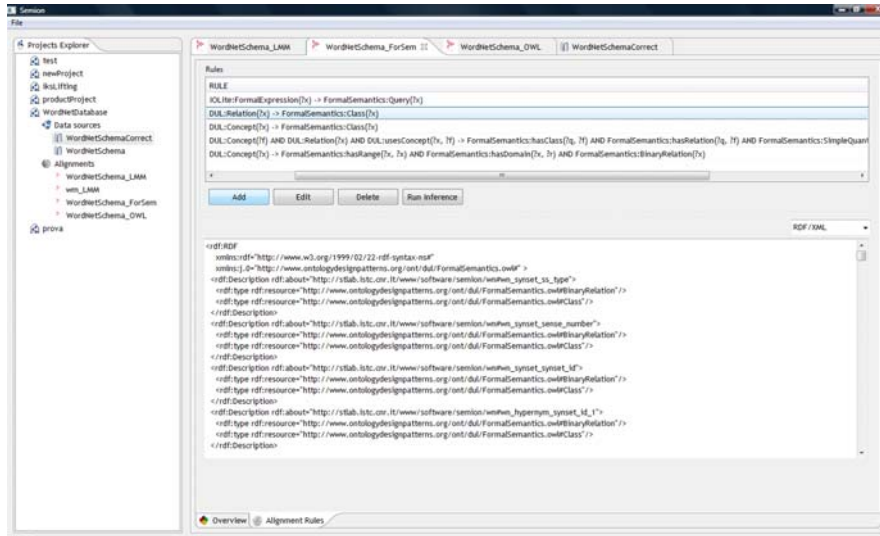 Semion
File
Projects Explorer
test
newProject
iksLifting
productProject
WordNetDatabase
Data sources
WordNetSchemaCorrect
WordNetSchema
Alignments
WordNetSchema_LMM
wm_LMM
WordNetSchema_ForSem
WordNetSchema_OWL
prova
WordNetSchema_LMM
WordNetSchema_ForSem
WordNetSchema_OWL
WordNetSchemaCorrect
Rules
RULE
IOLite:FormalExpression(?x) -> FormalSemantics:Query(?x)
DUL:Relation(?x) -> FormalSemantics:Class(?x)
DUL:Concept(?x) -> FormalSemantics:Class(?x)
DUL:Concept(?f) AND DUL:Relation(?x) AND DUL:usesConcept(?x, ?f) -> FormalSemantics:hasClass(?q, ?f) AND FormalSemantics:hasRelation(?q, ?f) AND FormalSemantics:SimpleQuant
DUL:Concept(?x) -> FormalSemantics:hasRange(?x, ?x) AND FormalSemantics:hasDomain(?x, ?r) AND FormalSemantics:BinaryRelation(?x)
Add
Edit
Delete
Run Inference
RDF/XML
<rdf:RDF
xmlns:rdf="http://www.w3.org/1999/02/22-rdf-syntax-ns#"
xmlns:j.0="http://www.ontologydesignpatterns.org/ont/dul/FormalSemantics.owl#" >
<rdf:Description rdf:about="http://stlab.istc.cnr.it/www/software/semion/wn#wn_synset_ss_type">
<rdf:type rdf:resource="http://www.ontologydesignpatterns.org/ont/dul/FormalSemantics.owl#BinaryRelation"/>
<rdf:type rdf:resource="http://www.ontologydesignpatterns.org/ont/dul/FormalSemantics.owl#Class"/>
</rdf:Description>
<rdf:Description rdf:about="http://stlab.istc.cnr.it/www/software/semion/wn#wn_synset_sense_number">
<rdf:type rdf:resource="http://www.ontologydesignpatterns.org/ont/dul/FormalSemantics.owl#BinaryRelation"/>
<rdf:type rdf:resource="http://www.ontologydesignpatterns.org/ont/dul/FormalSemantics.owl#Class"/>
</rdf:Description>
<rdf:Description rdf:about="http://stlab.istc.cnr.it/www/software/semion/wn#wn_synset_synset_id">
<rdf:type rdf:resource="http://www.ontologydesignpatterns.org/ont/dul/FormalSemantics.owl#BinaryRelation"/>
<rdf:type rdf:resource="http://www.ontologydesignpatterns.org/ont/dul/FormalSemantics.owl#Class"/>
</rdf:Description>
<rdf:Description rdf:about="http://stlab.istc.cnr.it/www/software/semion/wn#wn_hypernym_synset_id_1">
<rdf:type rdf:resource="http://www.ontologydesignpatterns.org/ont/dul/FormalSemantics.owl#BinaryRelation"/>
<rdf:type rdf:resource="http://www.ontologydesignpatterns.org/ont/dul/FormalSemantics.owl#Class"/>
</rdf:Description>
Overview
Alignment Rules